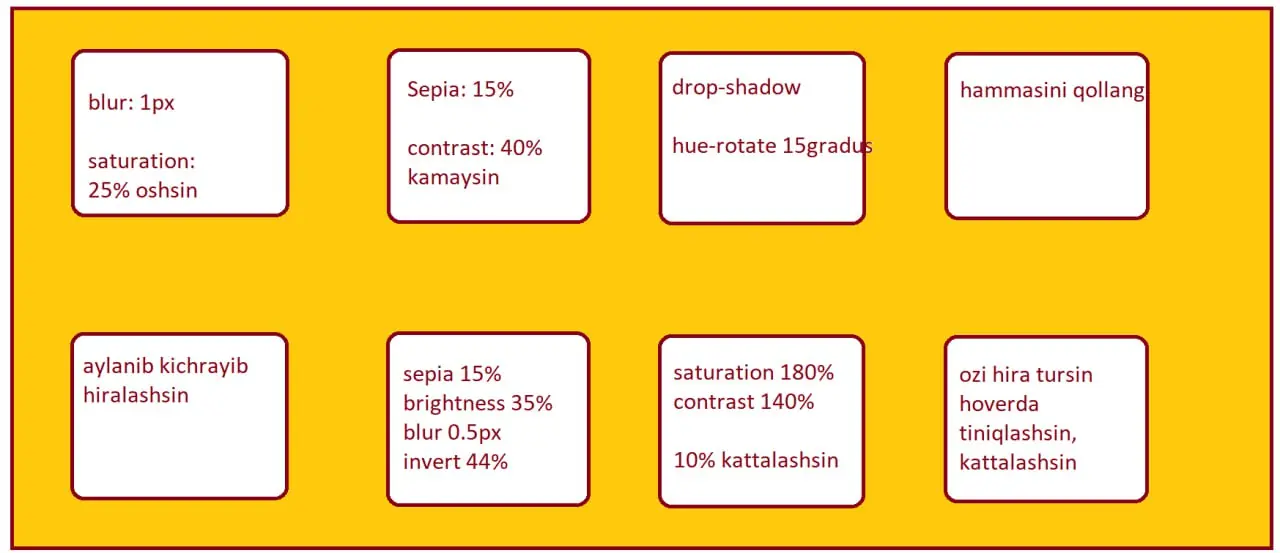 blur: 1px
saturation:
25% oshsin
Sepia: 15%
contrast: 40%
kamaysin
drop-shadow
hue-rotate 15gradus
hammasini qollang
aylanib kichrayib
hiralashsin
sepia 15%
brightness 35%
blur 0.5px
invert 44%
saturation 180%
contrast 140%
10% kattalashsin
ozi hira tursin
hoverda
tiniqlashsin,
kattalashsin